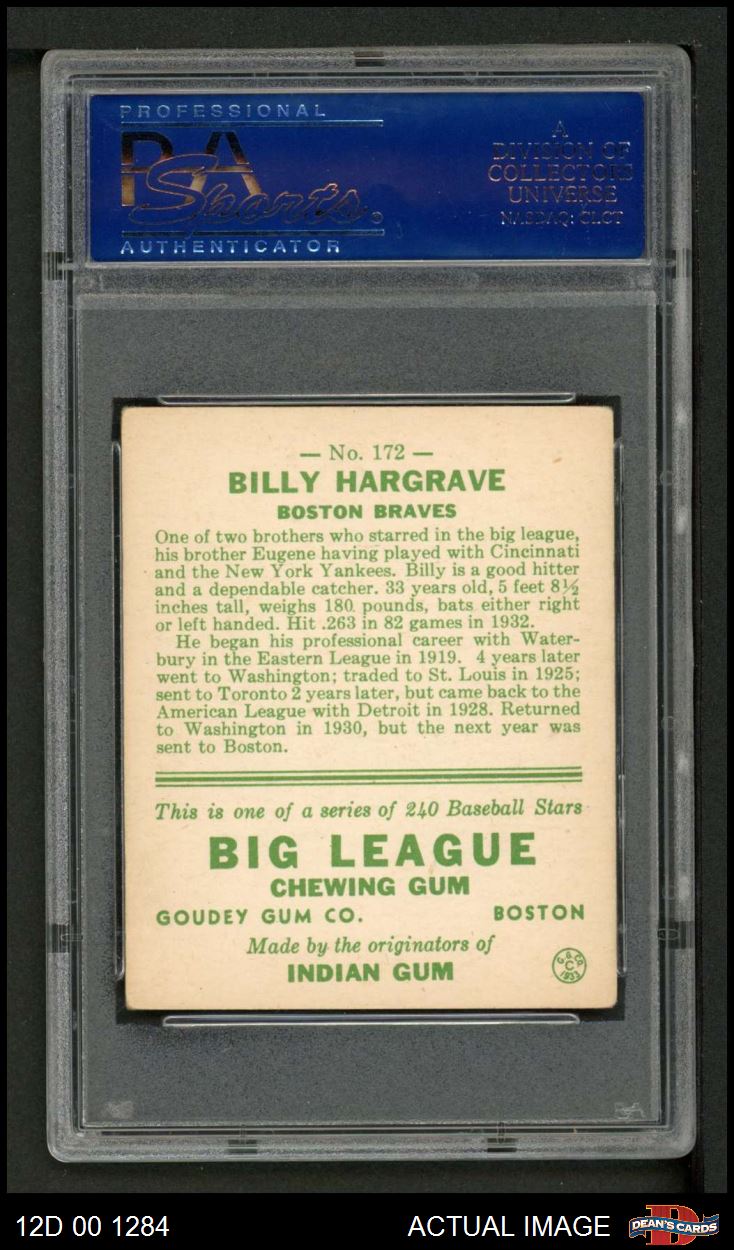 PROFESSIONAL
PSA
Sports
AUTHENTICATOR
A
DIVISION OF
COLLECTORS
UNIVERSE
NASDAQ: CLCT
— No. 172 —
BILLY HARGRAVE
BOSTON BRAVES
One of two brothers who starred in the big league,
his brother Eugene having played with Cincinnati
and the New York Yankees. Billy is a good hitter
and a dependable catcher. 33 years old, 5 feet 8½
inches tall, weighs 180 pounds, bats either right
or left handed. Hit .263 in 82 games in 1932.
He began his professional career with Water-
bury in the Eastern League in 1919. 4 years later
went to Washington; traded to St. Louis in 1925;
sent to Toronto 2 years later, but came back to the
American League with Detroit in 1928. Returned
to Washington in 1930, but the next year was
sent to Boston.
This is one of a series of 240 Baseball Stars
BIG LEAGUE
CHEWING GUM
GOUDEY GUM CO. BOSTON
Made by the originators of
INDIAN GUM
G. G. CO.
C
1933
12D 00 1284 ACTUAL IMAGE D DEAN'S CARDS